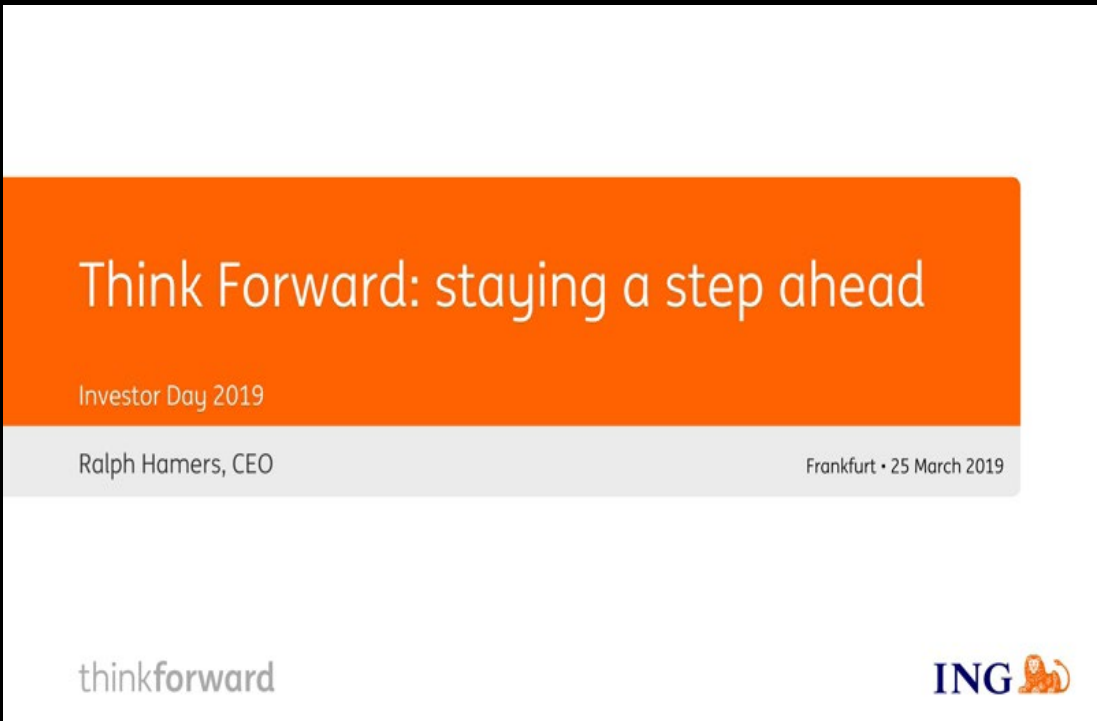 Think Forward: staying a step ahead
Investor Day 2019
Ralph Hamers, CEO
Frankfurt • 25 March 2019
thinkforward
ING